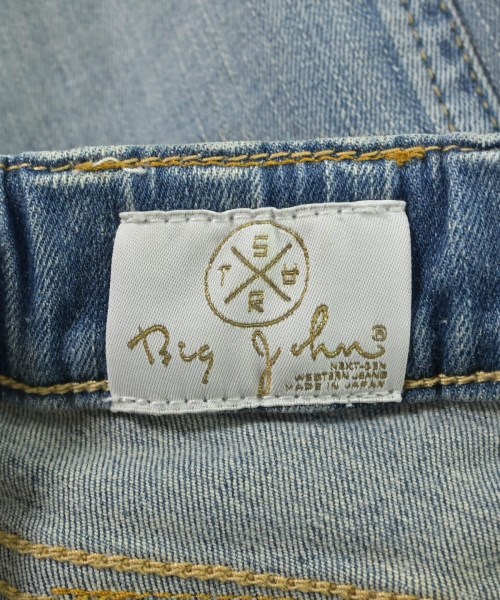 S
T
R
Big John®
NEXT-GEN
WESTERN JEANS
MADE IN JAPAN